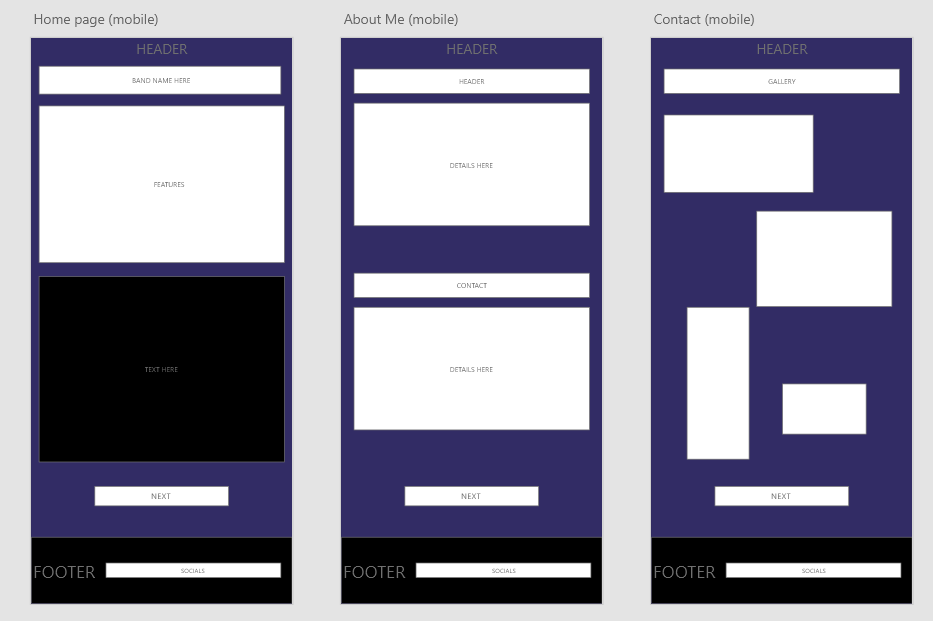 Home page (mobile)
HEADER
BAND NAME HERE
FEATURES
TEXT HERE
NEXT
FOOTER
SOCIALS
About Me (mobile)
HEADER
HEADER
DETAILS HERE
CONTACT
DETAILS HERE
NEXT
FOOTER
SOCIALS
Contact (mobile)
HEADER
GALLERY
NEXT
FOOTER
SOCIALS